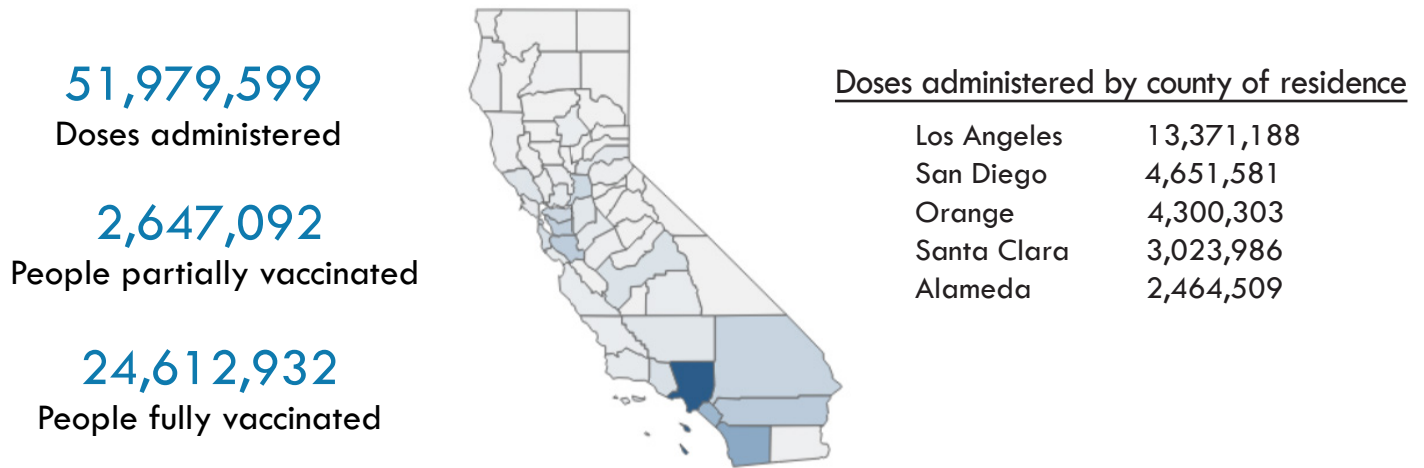 51,979,599
Doses administered
2,647,092
People partially vaccinated
24,612,932
People fully vaccinated
Doses administered by county of residence
Los Angeles 13,371,188
San Diego 4,651,581
Orange 4,300,303
Santa Clara 3,023,986
Alameda 2,464,509